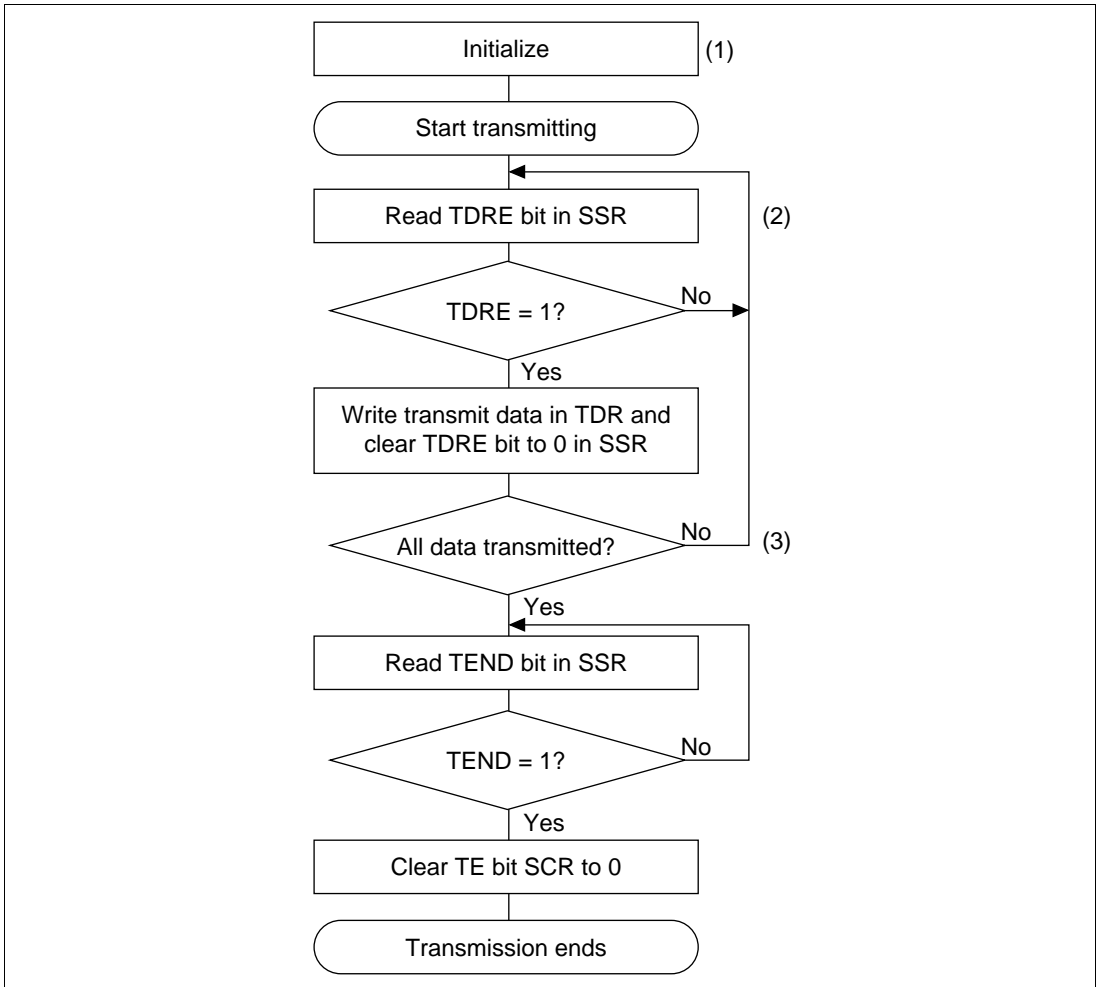 Initialize
(1)
Start transmitting
Read TDRE bit in SSR
(2)
TDRE = 1?
No
Yes
Write transmit data in TDR and
clear TDRE bit to 0 in SSR
All data transmitted?
No
(3)
Yes
Read TEND bit in SSR
TEND = 1?
No
Yes
Clear TE bit SCR to 0
Transmission ends